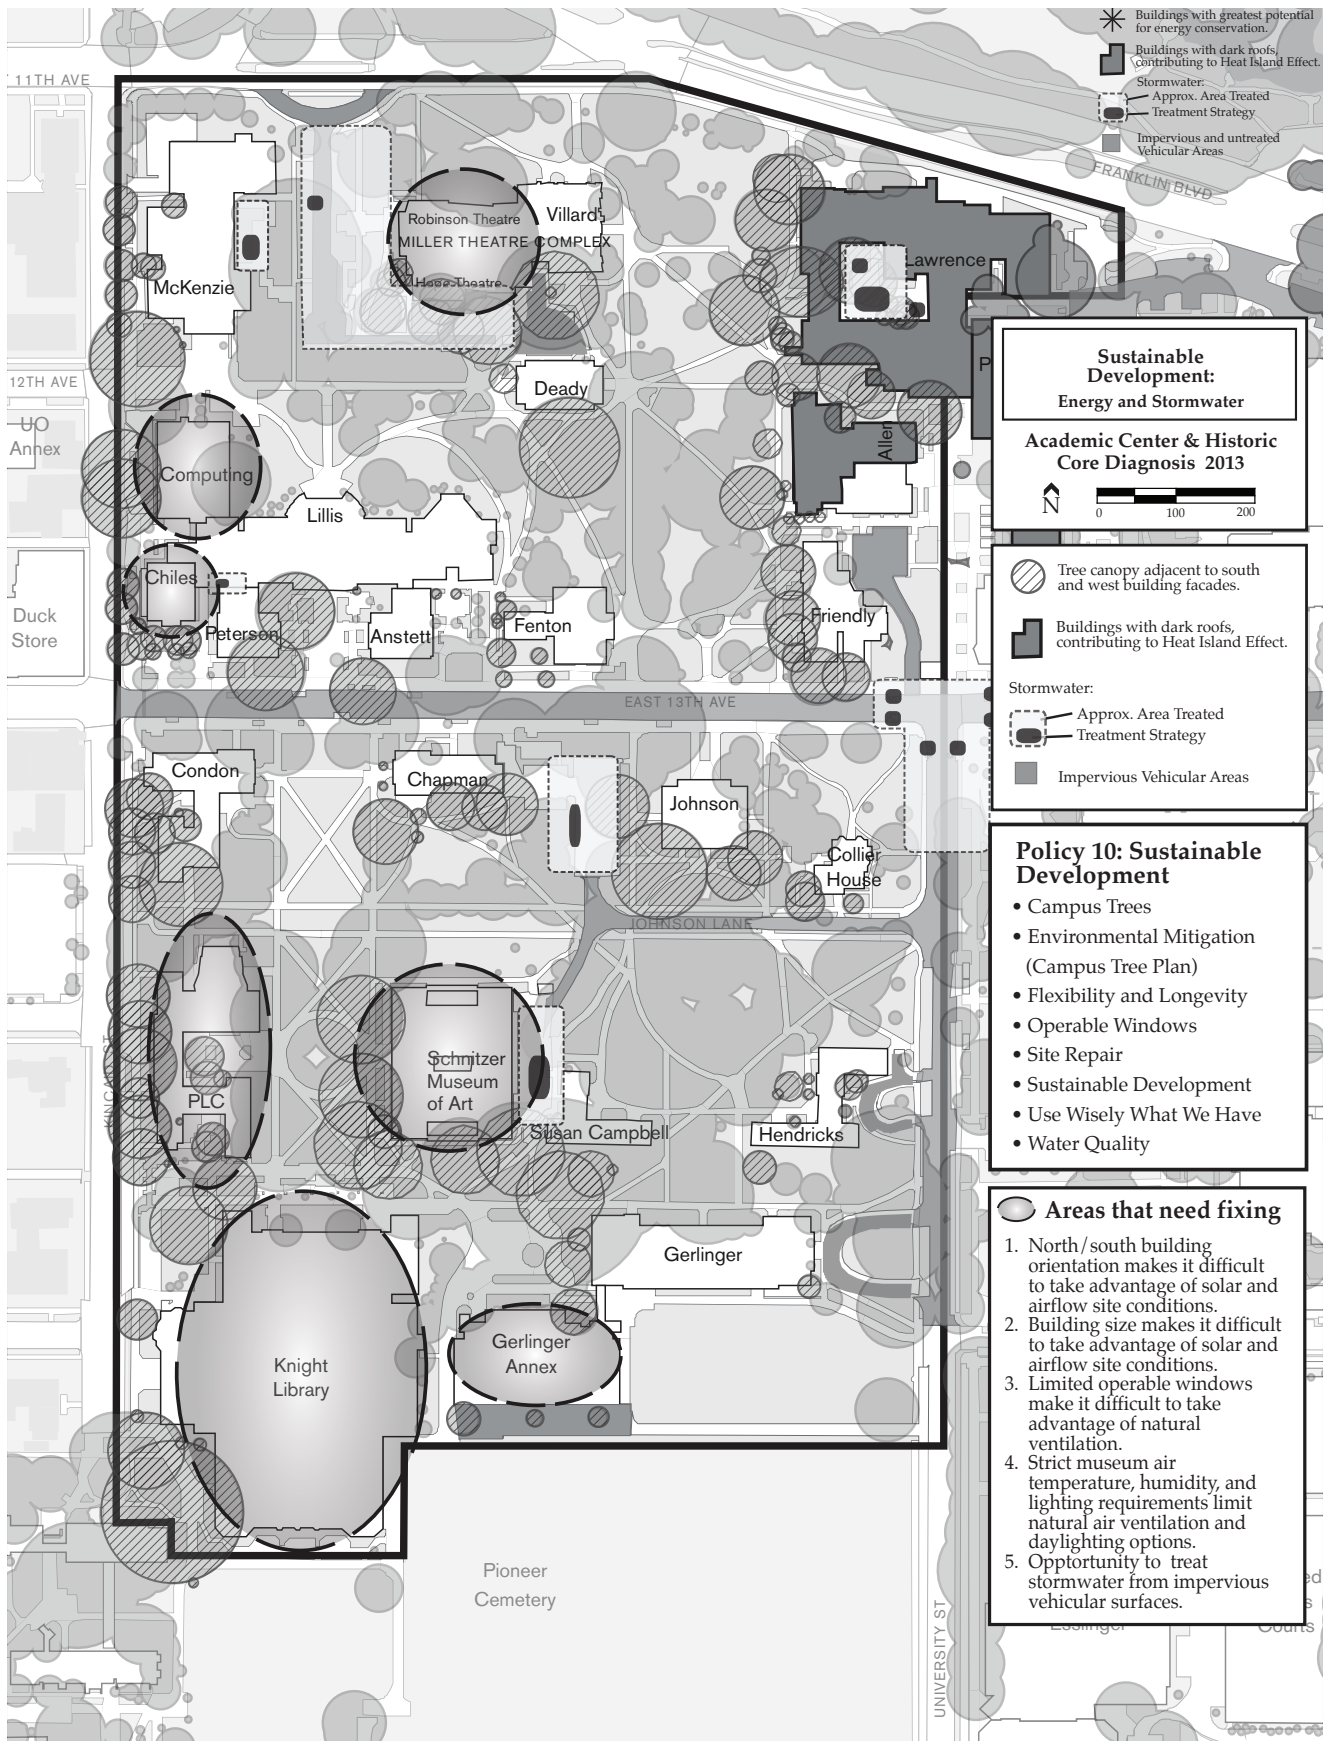 Buildings with greatest potential
for energy conservation.
Buildings with dark roofs,
contributing to Heat Island Effect.
Stormwater:
Approx. Area Treated
Treatment Strategy
Impervious and untreated
Vehicular Areas
11TH AVE
FRANKLIN BLVD
Robinson Theatre
Villard
MILLER THEATRE COMPLEX
Hope Theatre
Lawrence
McKenzie
12TH AVE
Deady
UO
Annex
Allen
Computing
Lillis
Chiles
Duck
Store
Peterson
Anstett
Fenton
Friendly
EAST 13TH AVE
Condon
Chapman
Johnson
Collier
House
JOHNSON LANE
Schnitzer
Museum
of Art
PLC
Susan Campbell
Hendricks
Gerlinger
Gerlinger
Annex
Knight
Library
Pioneer
Cemetery
UNIVERSITY ST
Sustainable
Development:
Energy and Stormwater
Academic Center & Historic
Core Diagnosis 2013
N
0 100 200
Tree canopy adjacent to south
and west building facades.
Buildings with dark roofs,
contributing to Heat Island Effect.
Stormwater:
Approx. Area Treated
Treatment Strategy
Impervious Vehicular Areas
Policy 10: Sustainable
Development
• Campus Trees
• Environmental Mitigation
(Campus Tree Plan)
• Flexibility and Longevity
• Operable Windows
• Site Repair
• Sustainable Development
• Use Wisely What We Have
• Water Quality
Areas that need fixing
1. North/south building
orientation makes it difficult
to take advantage of solar and
airflow site conditions.
2. Building size makes it difficult
to take advantage of solar and
airflow site conditions.
3. Limited operable windows
make it difficult to take
advantage of natural
ventilation.
4. Strict museum air
temperature, humidity, and
lighting requirements limit
natural air ventilation and
daylighting options.
5. Opptortunity to treat
stormwater from impervious
vehicular surfaces.
Esslinger
Courts